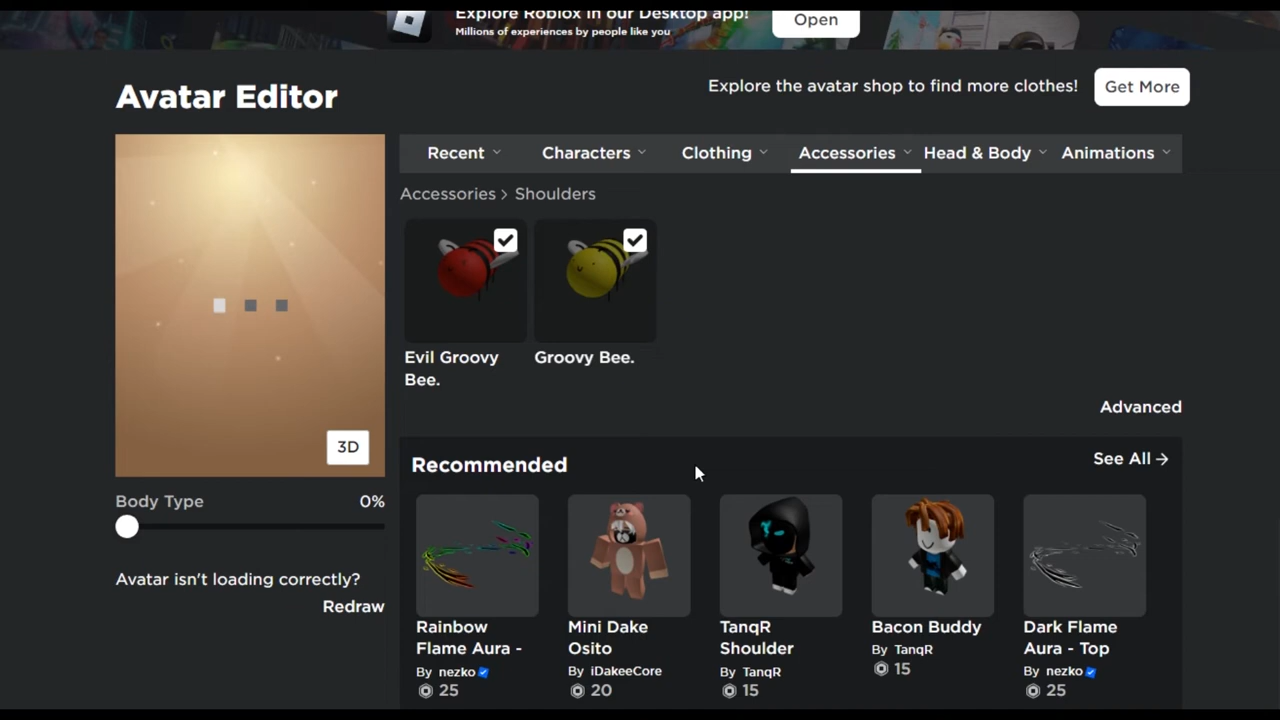 Explore Roblox in our Desktop app!
Millions of experiences by people like you
Open
Avatar Editor
Explore the avatar shop to find more clothes!
Get More
Recent
Characters
Clothing
Accessories
Head & Body
Animations
Accessories > Shoulders
Evil Groovy
Bee.
Groovy Bee.
Advanced
3D
Body Type
0%
Avatar isn't loading correctly?
Redraw
Recommended
See All →
Rainbow
Flame Aura -
By nezko
25
Mini Dake
Osito
By iDakeeCore
20
TanqR
Shoulder
By TanqR
15
Bacon Buddy
By TanqR
15
Dark Flame
Aura - Top
By nezko
25